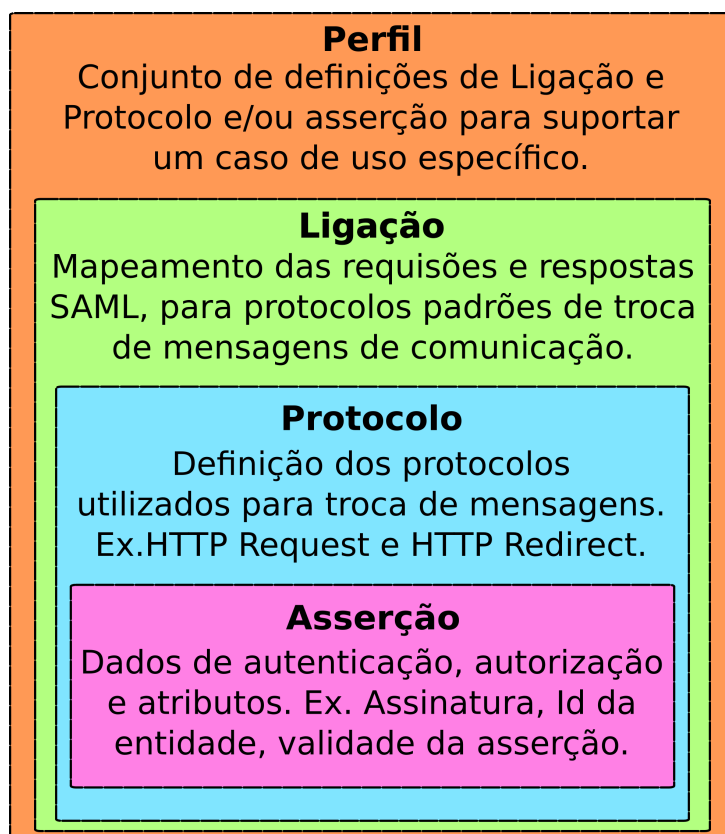 Perfil
Conjunto de definições de Ligação e
Protocolo e/ou asserção para suportar
um caso de uso específico.
Ligação
Mapeamento das requisões e respostas
SAML, para protocolos padrões de troca
de mensagens de comunicação.
Protocolo
Definição dos protocolos
utilizados para troca de mensagens.
Ex.HTTP Request e HTTP Redirect.
Asserção
Dados de autenticação, autorização
e atributos. Ex. Assinatura, Id da
entidade, validade da asserção.